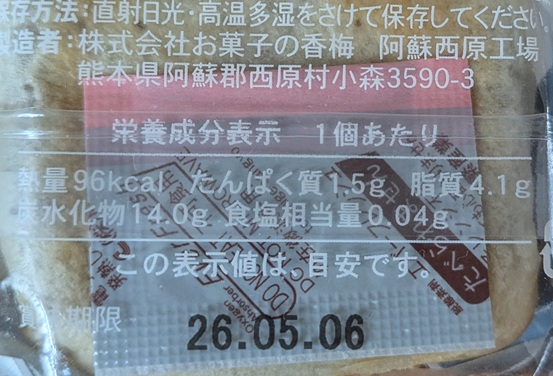 保存方法：直射日光・高温多湿をさけて保存してください
製造者：株式会社お菓子の香梅　阿蘇西原工場
熊本県阿蘇郡西原村小森3590-3
栄養成分表示　1個あたり
熱量96kcal　たんぱく質1.5g　脂質4.1g
炭水化物14.0g　食塩相当量0.04g
この表示値は、目安です。
期限
26.05.06
DO NOT